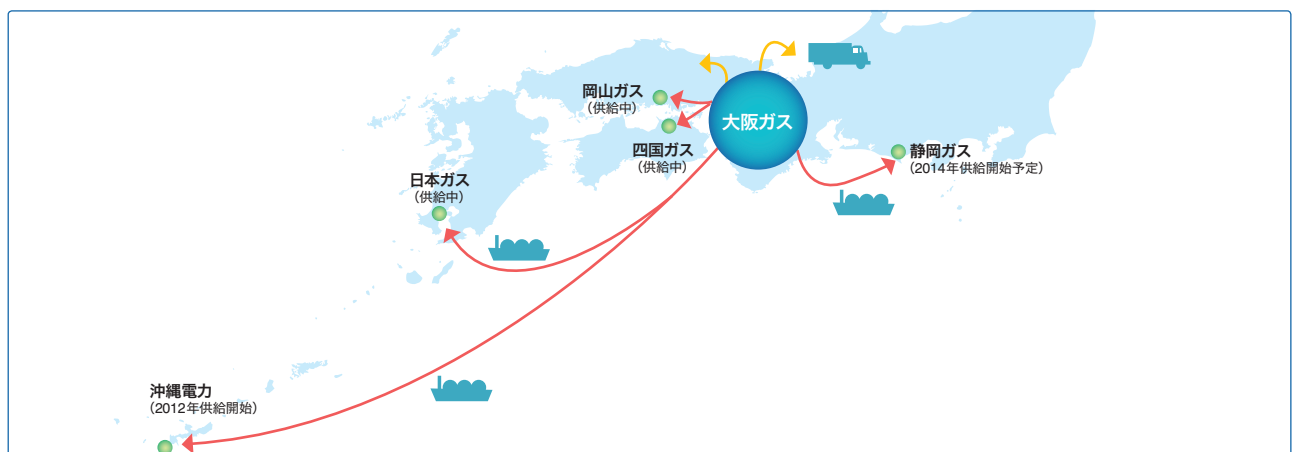 岡山ガス
（供給中）
大阪ガス
四国ガス
（供給中）
静岡ガス
（2014年供給開始予定）
日本ガス
（供給中）
沖縄電力
（2012年供給開始）